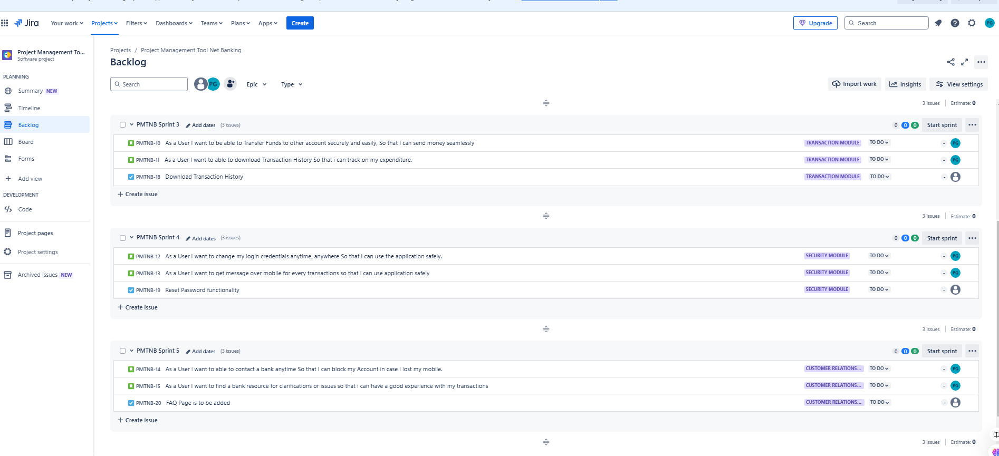 Jira
Your work Projects Filters Dashboards Teams Plans Apps Create Upgrade Search PG
Project Management To...
Software project
PLANNING
Summary NEW
Timeline
Backlog
Board
Forms
Add view
DEVELOPMENT
Code
Project pages
Project settings
Archived issues NEW
Projects / Project Management Tool Net Banking
Backlog
Search PG Epic Type Import work Insights View settings
3 issues Estimate: 0
PMTNB Sprint 3 Add dates (3 issues) 0 0 0 Start sprint
PMTNB-10 As a User I want to be able to Transfer Funds to other account securely and easily, So that I can send money seamlessly TRANSACTION MODULE TO DO - PG
PMTNB-11 As a User I want to able to download Transaction History So that i can track on my expenditure. TRANSACTION MODULE TO DO - PG
PMTNB-18 Download Transaction History TRANSACTION MODULE TO DO -
+ Create issue
3 issues Estimate: 0
PMTNB Sprint 4 Add dates (3 issues) 0 0 0 Start sprint
PMTNB-12 As a User I want to change my login credentials anytime, anywhere So that I can use the application safely. SECURITY MODULE TO DO - PG
PMTNB-13 As a User I want to get message over mobile for every transactions so that i can use application safely SECURITY MODULE TO DO - PG
PMTNB-19 Reset Password functionality SECURITY MODULE TO DO -
+ Create issue
3 issues Estimate: 0
PMTNB Sprint 5 Add dates (3 issues) 0 0 0 Start sprint
PMTNB-14 As a User i want to able to contact a bank anytime So that I can block my Account in case i lost my mobile. CUSTOMER RELATIONS... TO DO - PG
PMTNB-15 As a User I want to find a bank resource for clarifications or issues so that i can have a good experience with my transactions CUSTOMER RELATIONS... TO DO - PG
PMTNB-20 FAQ Page is to be added CUSTOMER RELATIONS... TO DO -
+ Create issue
3 issues Estimate: 0